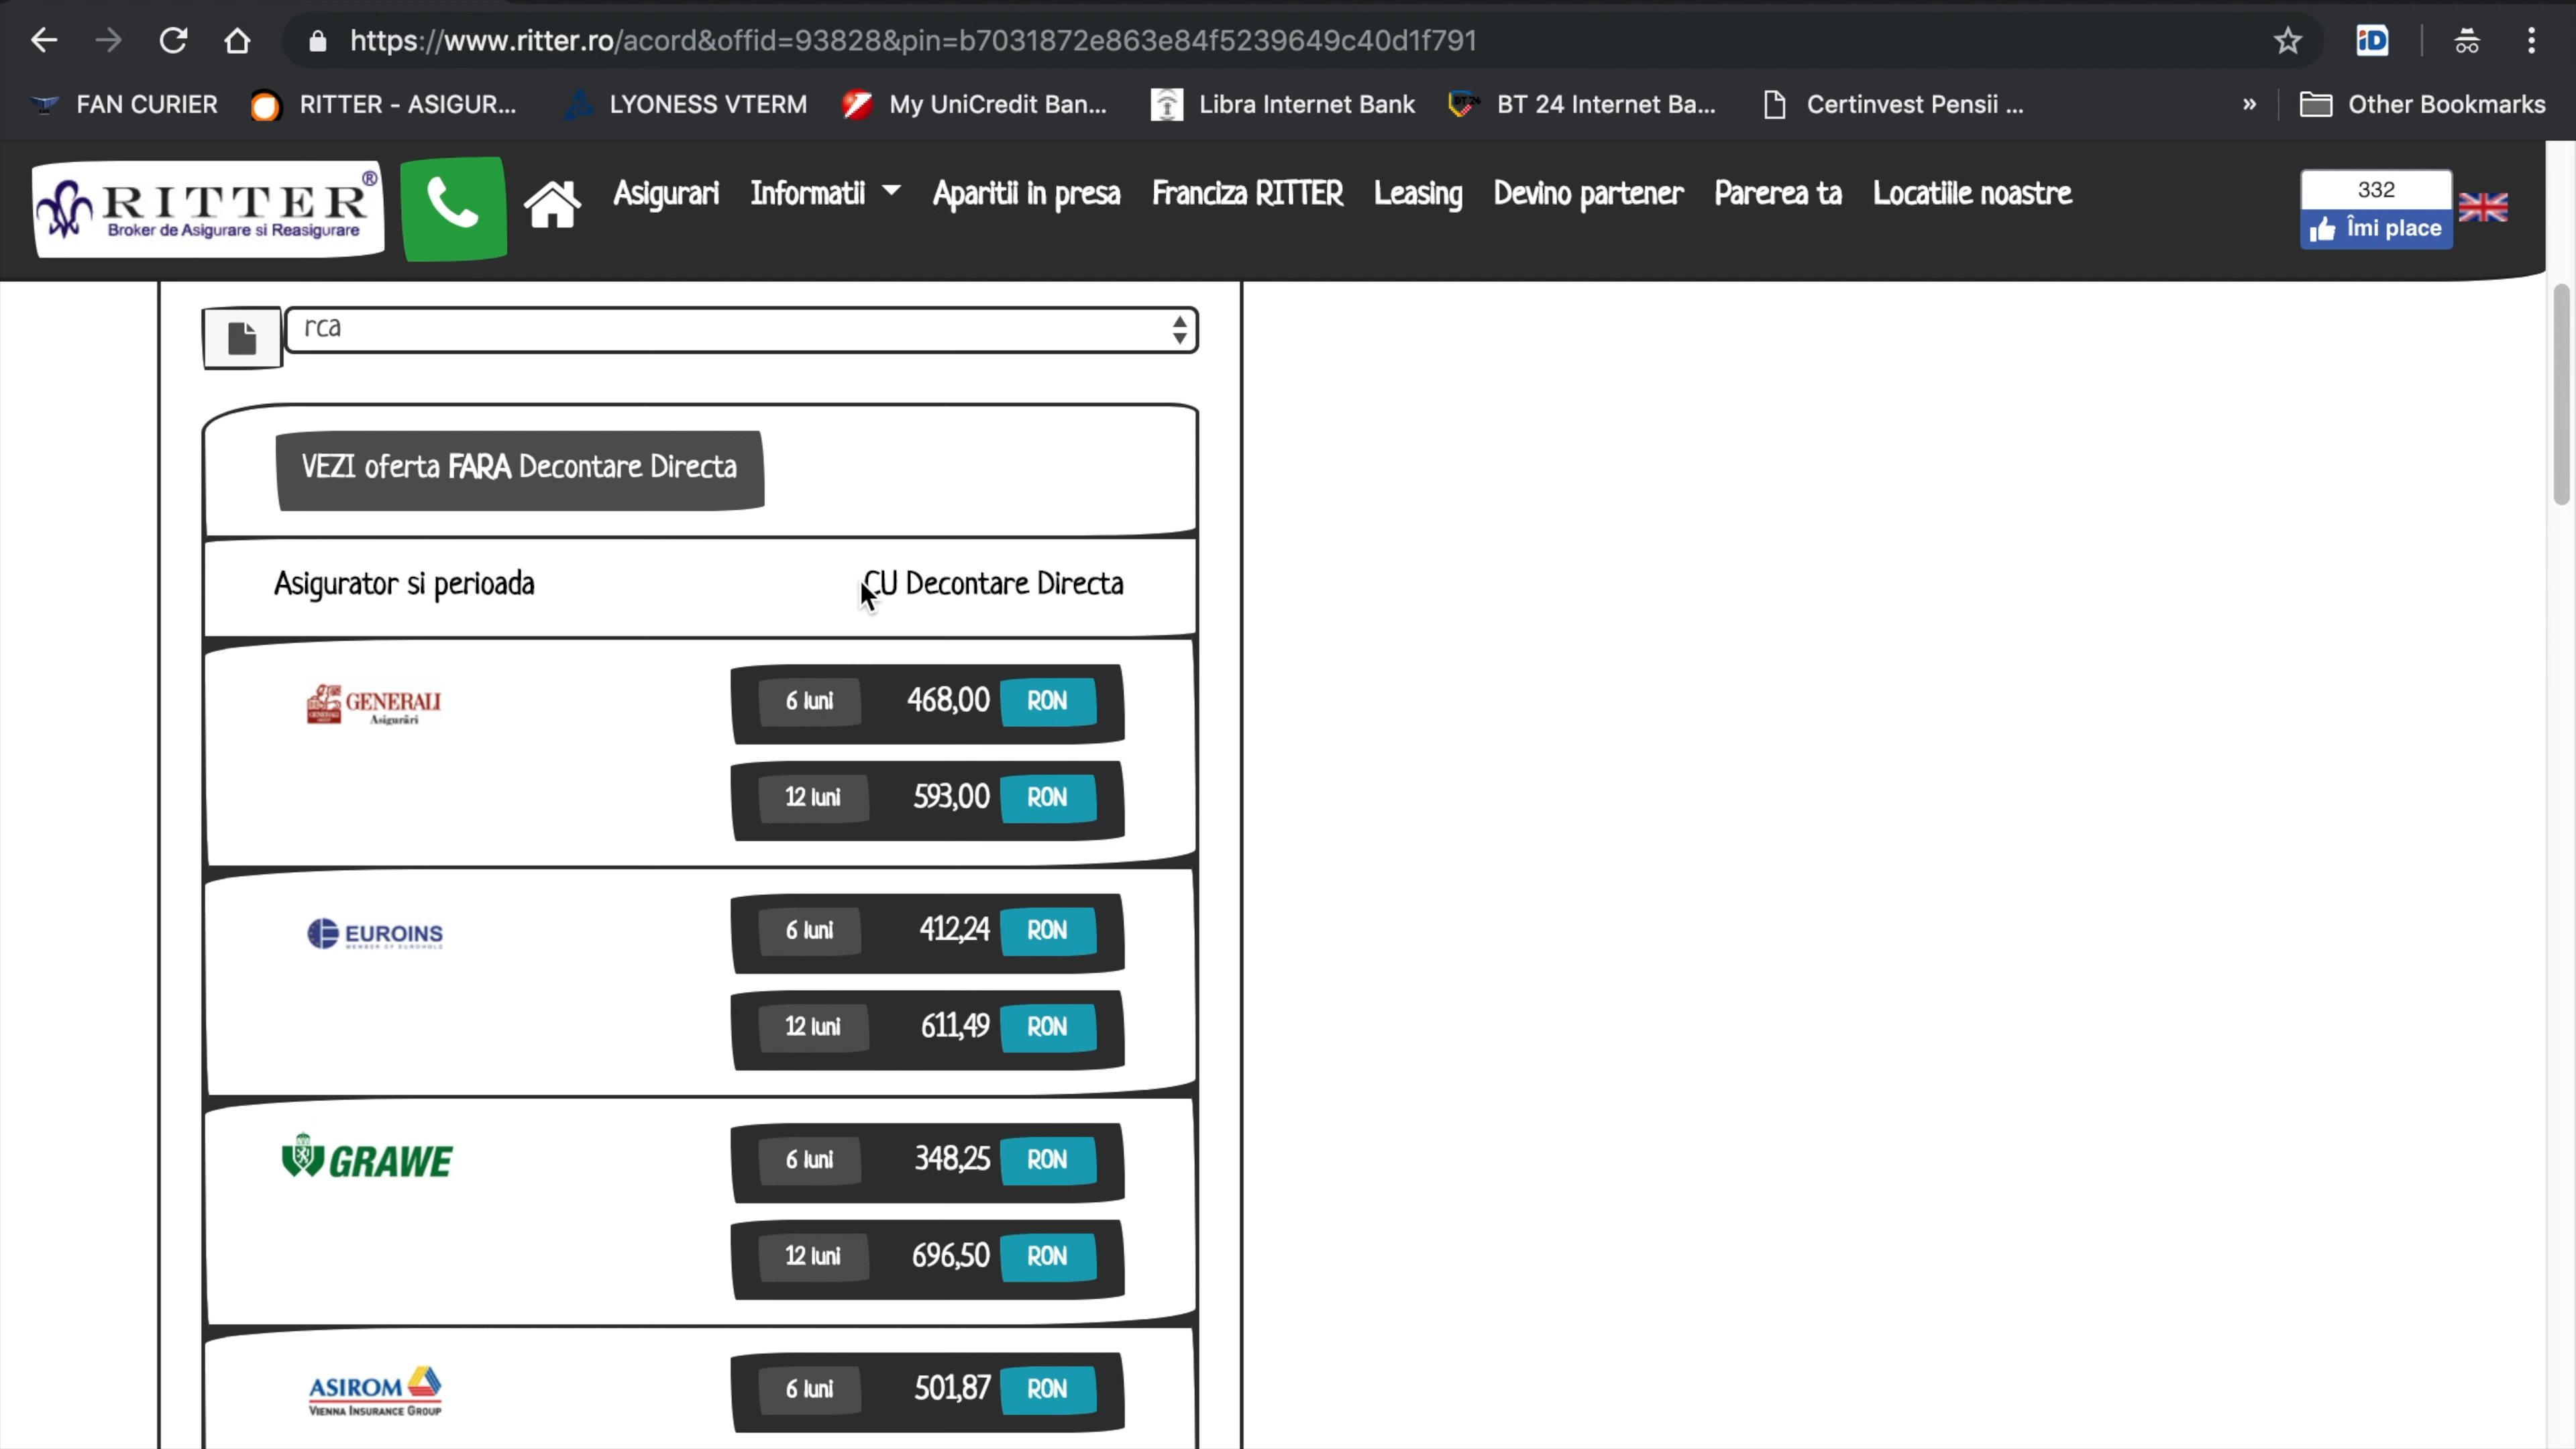 https://www.ritter.ro/acord&offid=93828&pin=b7031872e863e84f5239649c40d1f791
FAN CURIER RITTER - ASIGUR... LYONESS VTERM My UniCredit Ban... Libra Internet Bank BT 24 Internet Ba... Certinvest Pensii ... » Other Bookmarks
RITTER®
Broker de Asigurare si Reasigurare
Asigurari Informatii Aparitii in presa Franciza RITTER Leasing Devino partener Parerea ta Locatiile noastre
332
Îmi place
rca
VEZI oferta FARA Decontare Directa
Asigurator si perioada CU Decontare Directa
GENERALI
Asigurări
6 luni 468,00 RON
12 luni 593,00 RON
EUROINS
MEMBER OF EUROHOLD
6 luni 412,24 RON
12 luni 611,49 RON
GRAWE
6 luni 348,25 RON
12 luni 696,50 RON
ASIROM
VIENNA INSURANCE GROUP
6 luni 501,87 RON